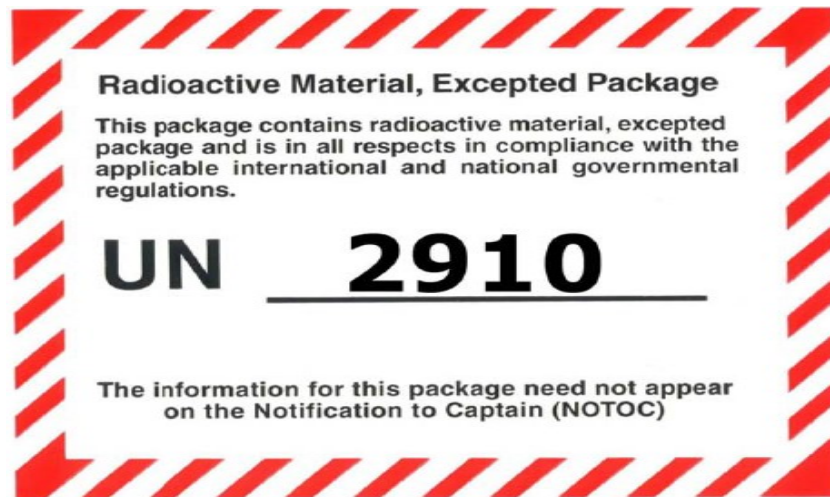 Radioactive Material, Excepted Package
This package contains radioactive material, excepted
package and is in all respects in compliance with the
applicable international and national governmental
regulations.
UN 2910
The information for this package need not appear
on the Notification to Captain (NOTOC)